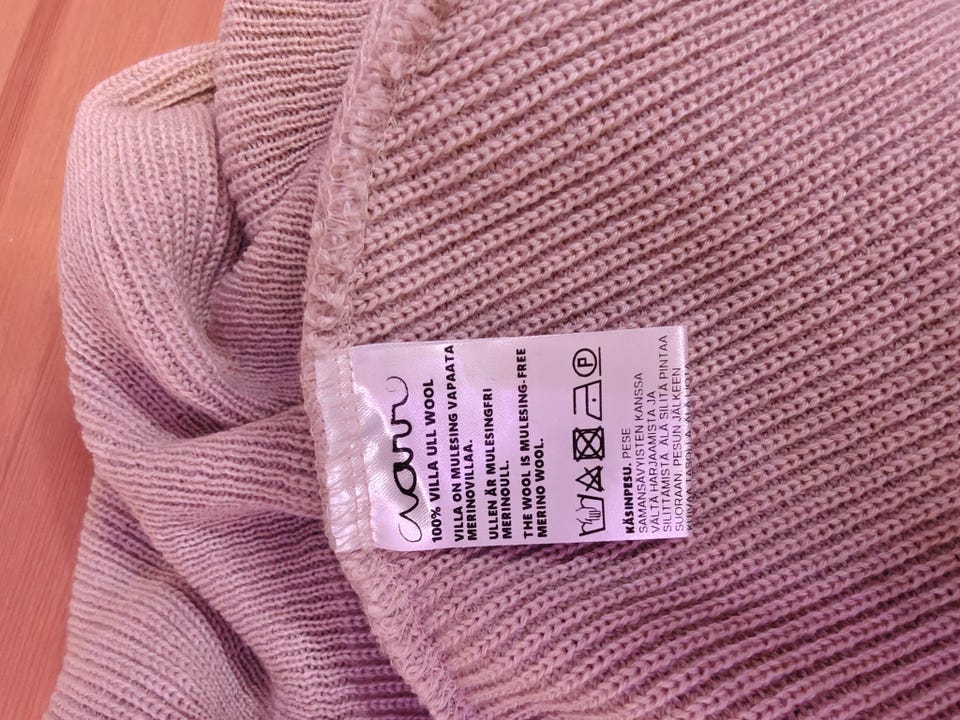 100% VILLA ULL WOOL
VILLA ON MULESING VAPAATA
MERINOVILLAA.
ULLEN ÄR MULESINGFRI
MERINOULL.
THE WOOL IS MULESING-FREE
MERINO WOOL.
P
KÄSINPESU. PESE
SAMANSÄVYISTEN KANSSA
VÄLTÄ HARJAAMISTA JA
SILITTÄMISTÄ. ÄLÄ SILITÄ PINTAA
SUORAAN. PESUN JÄLKEEN